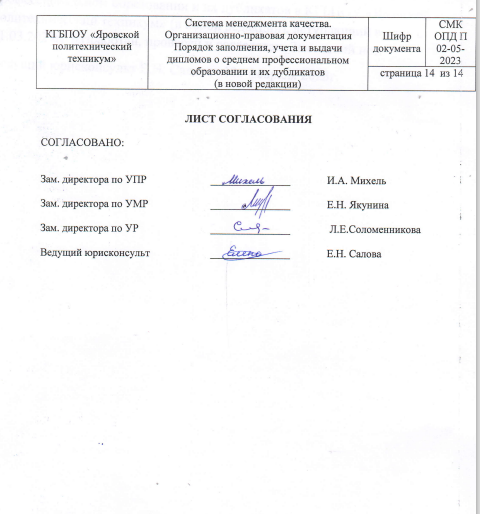 КГБПОУ «Яровской
политехнический
техникум»
Система менеджмента качества.
Организационно-правовая документация
Порядок заполнения, учета и выдачи
дипломов о среднем профессиональном
образовании и их дубликатов
(в новой редакции)
Шифр
документа
СМК
ОПД П
02-05-
2023
страница 14 из 14
ЛИСТ СОГЛАСОВАНИЯ
СОГЛАСОВАНО:
Зам. директора по УПР Михель И.А. Михель
Зам. директора по УМР Е.Н. Якунина
Зам. директора по УР Л.Е.Соломенникова
Ведущий юрисконсульт Е.Н. Салова